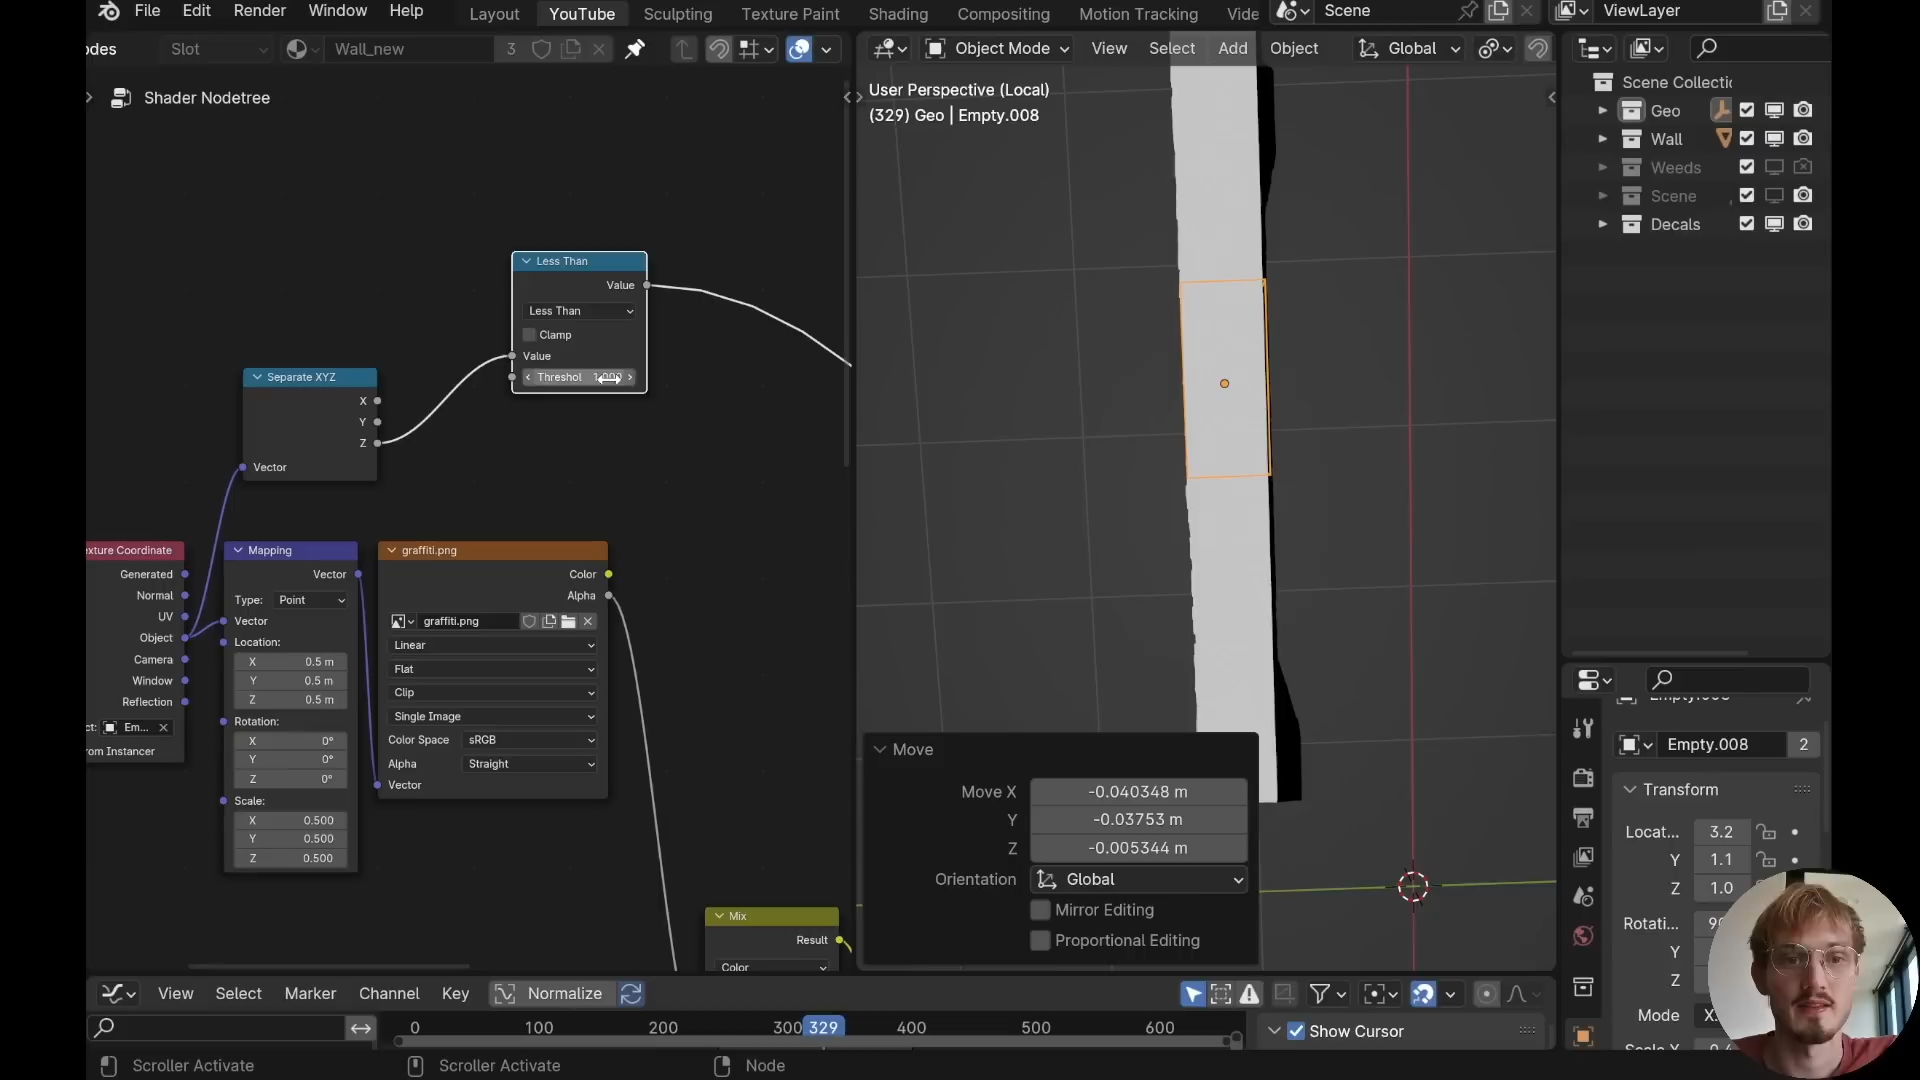 File Edit Render Window Help Layout YouTube Sculpting Texture Paint Shading Compositing Motion Tracking Vide Scene ViewLayer
odes Slot Wall_new 3 Object Mode View Select Add Object Global
Shader Nodetree
User Perspective (Local)
(329) Geo | Empty.008
Scene Collectic
Geo
Wall
Weeds
Scene
Decals
Less Than
Value
Less Than
Clamp
Value
Threshol 1.000
Separate XYZ
X
Y
Z
Vector
exture Coordinate
Generated
Normal
UV
Object
Camera
Window
Reflection
ct: Em...
rom Instancer
Mapping
Vector
Type: Point
Vector
Location:
X 0.5 m
Y 0.5 m
Z 0.5 m
Rotation:
X 0°
Y 0°
Z 0°
Scale:
X 0.500
Y 0.500
Z 0.500
graffiti.png
Color
Alpha
graffiti.png
Linear
Flat
Clip
Single Image
Color Space sRGB
Alpha Straight
Vector
Mix
Result
Color
Move
Move X -0.040348 m
Y -0.03753 m
Z -0.005344 m
Orientation Global
Mirror Editing
Proportional Editing
Empty.008 2
Transform
Locat... 3.2
Y 1.1
Z 1.0
Rotati...
Y
Z
Mode
View Select Marker Channel Key Normalize
0 100 200 300 329 400 500 600
Show Cursor
Scroller Activate Scroller Activate Node